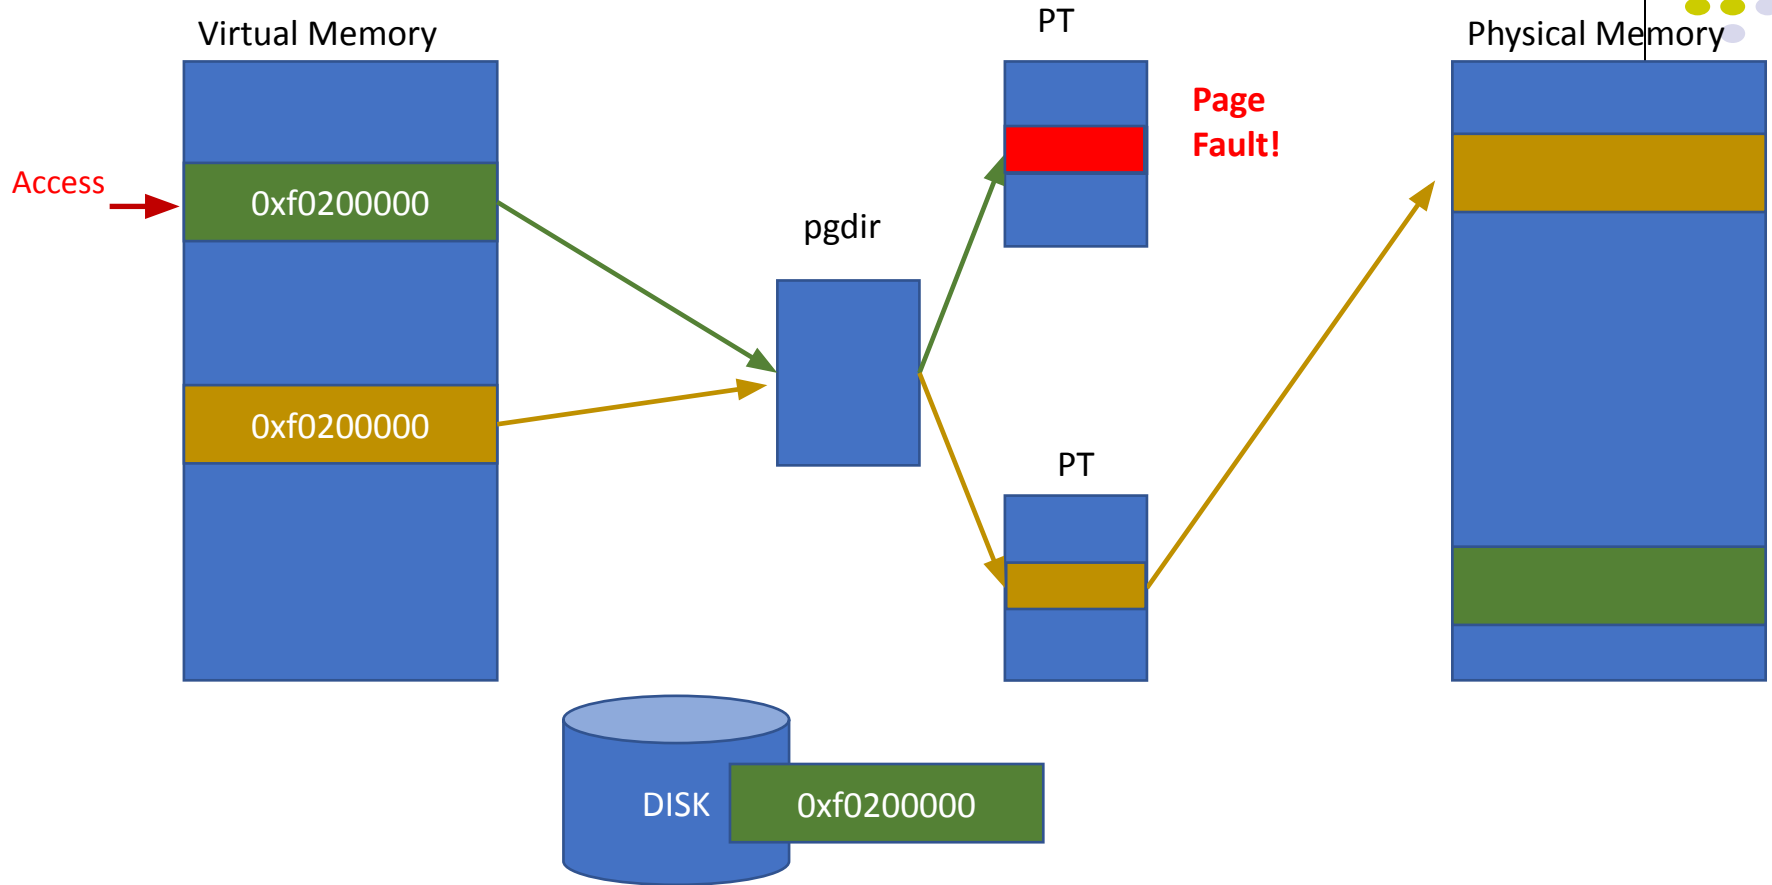 Virtual Memory
PT
Physical Memory
Page
Fault!
Access
0xf0200000
pgdir
0xf0200000
PT
DISK
0xf0200000